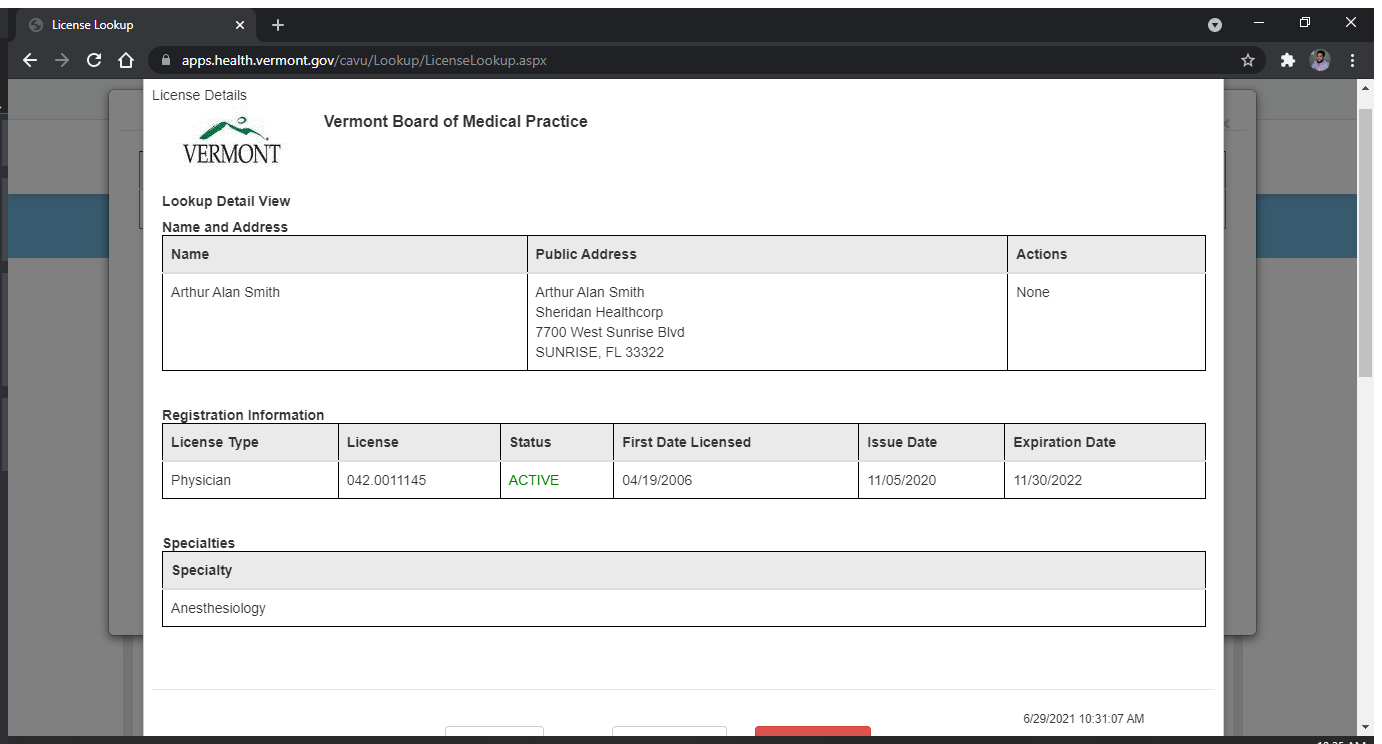 License Lookup
apps.health.vermont.gov/cavu/Lookup/LicenseLookup.aspx
License Details
VERMONT
Vermont Board of Medical Practice
Lookup Detail View
Name and Address
Name Public Address Actions
Arthur Alan Smith Arthur Alan Smith None
Sheridan Healthcorp
7700 West Sunrise Blvd
SUNRISE, FL 33322
Registration Information
License Type License Status First Date Licensed Issue Date Expiration Date
Physician 042.0011145 ACTIVE 04/19/2006 11/05/2020 11/30/2022
Specialties
Specialty
Anesthesiology
6/29/2021 10:31:07 AM